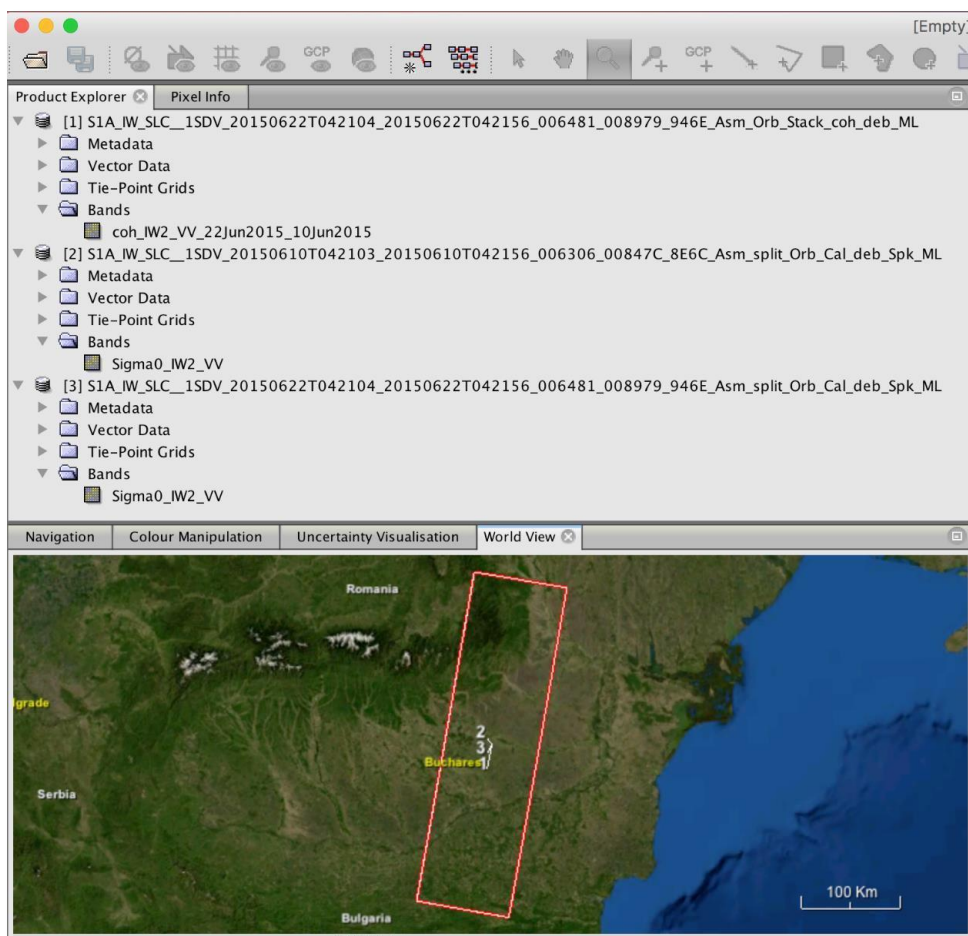 [Empty]
GCP GCP
Product Explorer Pixel Info
[1] S1A_IW_SLC__1SDV_20150622T042104_20150622T042156_006481_008979_946E_Asm_Orb_Stack_coh_deb_ML
Metadata
Vector Data
Tie-Point Grids
Bands
coh_IW2_VV_22Jun2015_10Jun2015
[2] S1A_IW_SLC__1SDV_20150610T042103_20150610T042156_006306_00847C_8E6C_Asm_split_Orb_Cal_deb_Spk_ML
Metadata
Vector Data
Tie-Point Grids
Bands
Sigma0_IW2_VV
[3] S1A_IW_SLC__1SDV_20150622T042104_20150622T042156_006481_008979_946E_Asm_split_Orb_Cal_deb_Spk_ML
Metadata
Vector Data
Tie-Point Grids
Bands
Sigma0_IW2_VV
Navigation Colour Manipulation Uncertainty Visualisation World View
Romania
lgrade
2
3
Buchares 1
Serbia
100 Km
Bulgaria